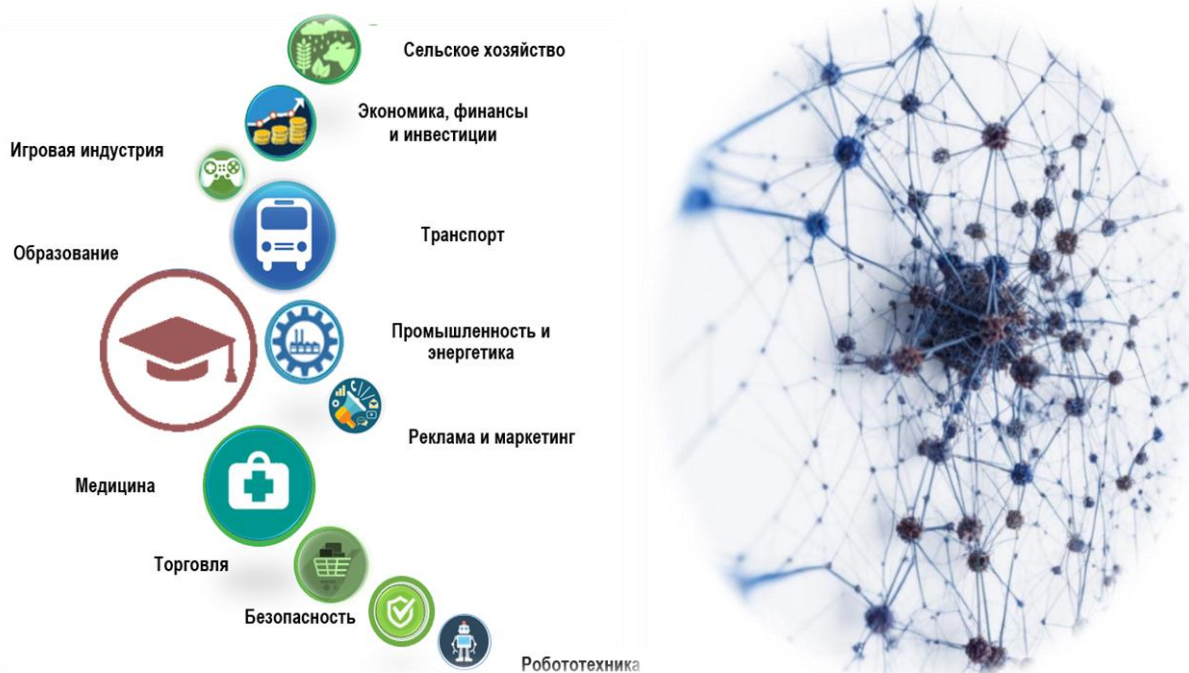 Сельское хозяйство
Экономика, финансы
и инвестиции
Игровая индустрия
Транспорт
Образование
Промышленность и
энергетика
Реклама и маркетинг
Медицина
Торговля
Безопасность
Робототехника